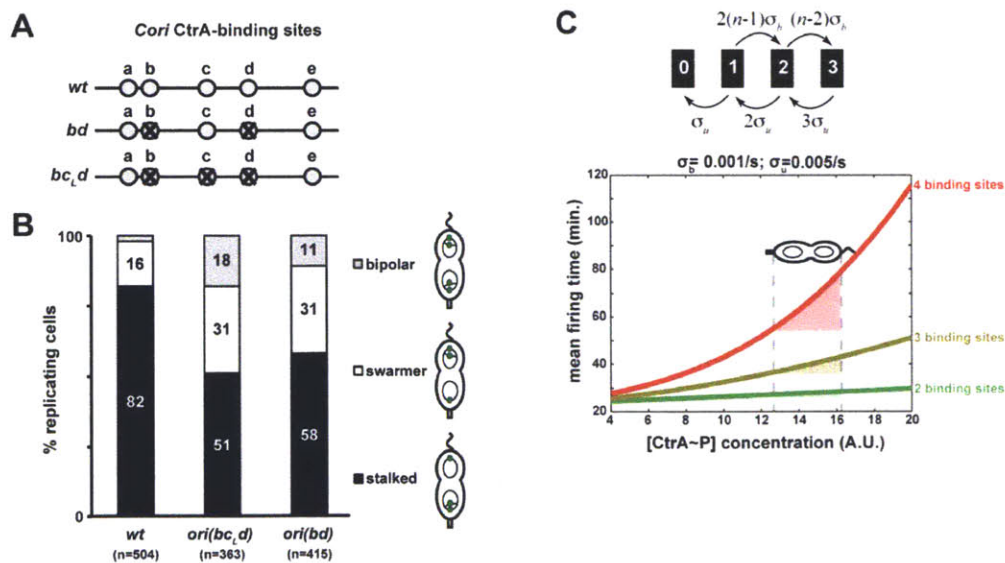 A
Cori CtrA-binding sites
a b c d e
wt
a b c d e
bd
a b c d e
bcLd
B
% replicating cells
100
0
16
82
18
31
51
11
31
58
wt
(n=504)
ori(bcLd)
(n=363)
ori(bd)
(n=415)
bipolar
swarmer
stalked
C
2(n-1)σb (n-2)σb
0 1 2 3
σu 2σu 3σu
σb= 0.001/s; σu=0.005/s
mean firing time (min.)
120
100
80
60
40
20
4 6 8 10 12 14 16 18 20
[CtrA~P] concentration (A.U.)
4 binding sites
3 binding sites
2 binding sites